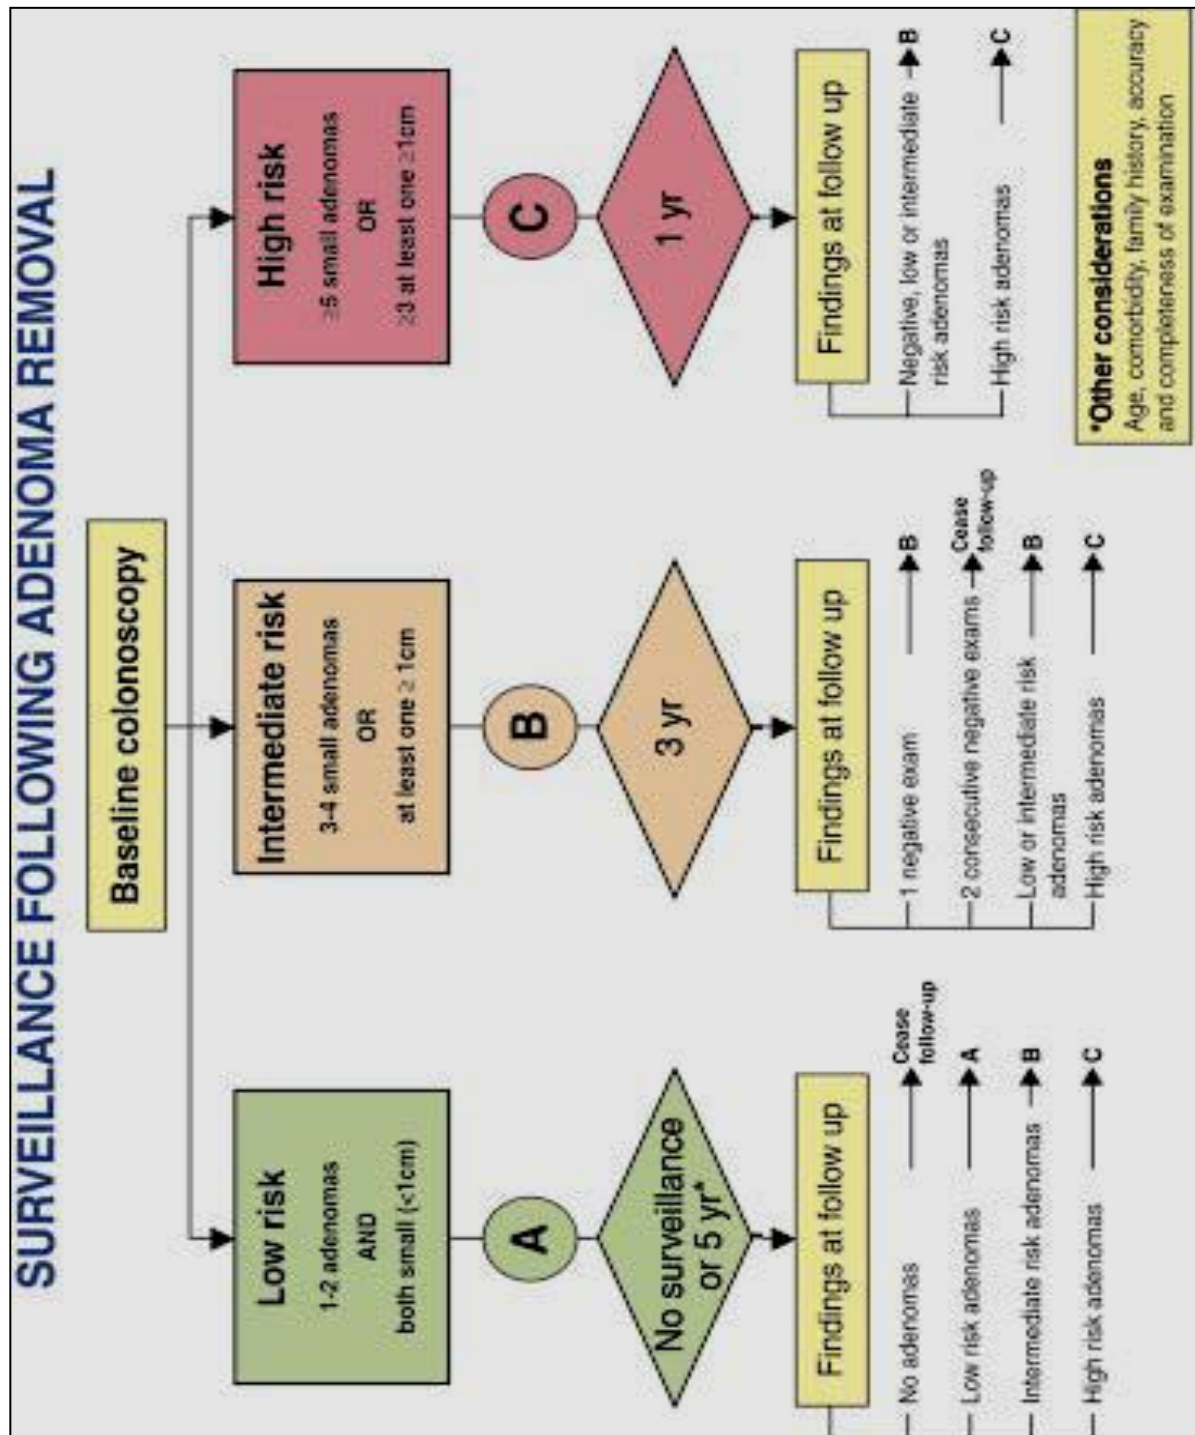 SURVEILLANCE FOLLOWING ADENOMA REMOVAL
Baseline colonoscopy
Low risk
1-2 adenomas
AND
both small (<1cm)
A
No surveillance
or 5 yr*
Findings at follow up
No adenomas
Cease
follow-up
Low risk adenomas
A
Intermediate risk adenomas
B
High risk adenomas
C
Intermediate risk
3-4 small adenomas
OR
at least one ≥ 1cm
B
3 yr
Findings at follow up
1 negative exam
B
2 consecutive negative exams
Cease
follow-up
Low or intermediate risk
adenomas
B
High risk adenomas
C
High risk
≥5 small adenomas
OR
≥3 at least one ≥1cm
C
1 yr
Findings at follow up
Negative, low or intermediate
risk adenomas
B
High risk adenomas
C
*Other considerations
Age, comorbidity, family history, accuracy
and completeness of examination